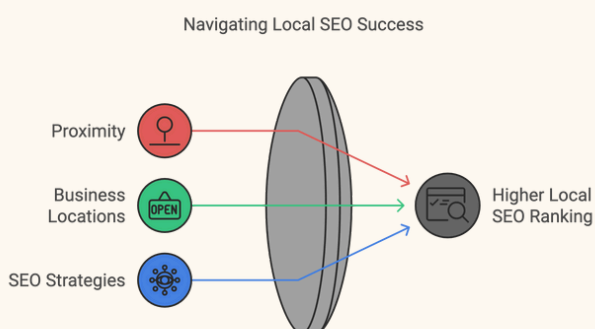 Navigating Local SEO Success
Proximity
Business
Locations
OPEN
SEO Strategies
Higher Local
SEO Ranking